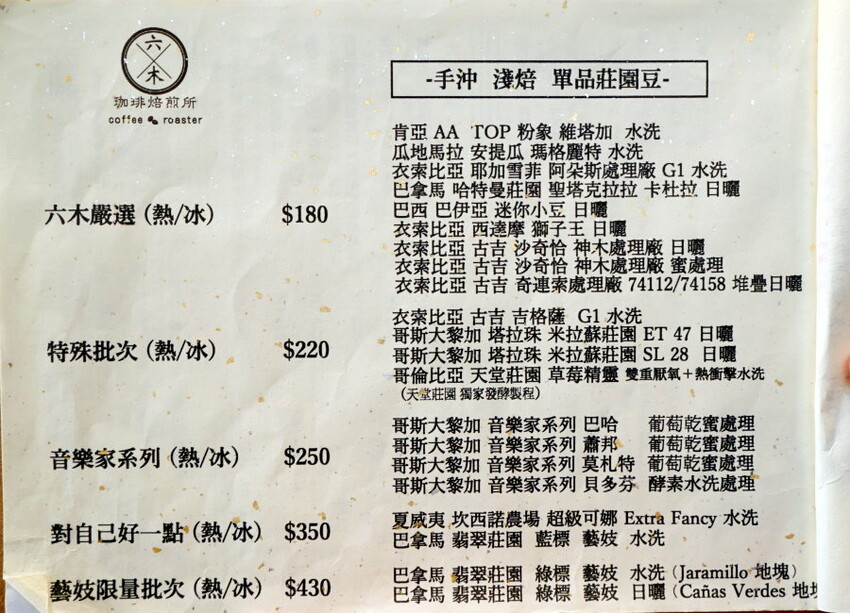 六木
珈琲焙煎所
coffee roaster
-手沖 淺焙 單品莊園豆-
六木嚴選 (熱/冰) $180
肯亞 AA TOP 粉象 維塔加 水洗
瓜地馬拉 安提瓜 瑪格麗特 水洗
衣索比亞 耶加雪菲 阿朵斯處理廠 G1 水洗
巴拿馬 哈特曼莊園 聖塔克拉拉 卡杜拉 日曬
巴西 巴伊亞 迷你小豆 日曬
衣索比亞 西達摩 獅子王 日曬
衣索比亞 古吉 沙奇恰 神木處理廠 日曬
衣索比亞 古吉 沙奇恰 神木處理廠 蜜處理
衣索比亞 古吉 奇連索處理廠 74112/74158 堆疊日曬
特殊批次 (熱/冰) $220
衣索比亞 古吉 吉格薩 G1 水洗
哥斯大黎加 塔拉珠 米拉蘇莊園 ET 47 日曬
哥斯大黎加 塔拉珠 米拉蘇莊園 SL 28 日曬
哥倫比亞 天堂莊園 草莓精靈 雙重厭氧+熱衝擊水洗
(天堂莊園 獨家發酵製程)
音樂家系列 (熱/冰) $250
哥斯大黎加 音樂家系列 巴哈 葡萄乾蜜處理
哥斯大黎加 音樂家系列 蕭邦 葡萄乾蜜處理
哥斯大黎加 音樂家系列 莫札特 葡萄乾蜜處理
哥斯大黎加 音樂家系列 貝多芬 酵素水洗處理
對自己好一點 (熱/冰) $350
夏威夷 坎西諾農場 超級可娜 Extra Fancy 水洗
巴拿馬 翡翠莊園 藍標 藝妓 水洗
藝妓限量批次 (熱/冰) $430
巴拿馬 翡翠莊園 綠標 藝妓 水洗 (Jaramillo 地塊)
巴拿馬 翡翠莊園 綠標 藝妓 日曬 (Cañas Verdes 地